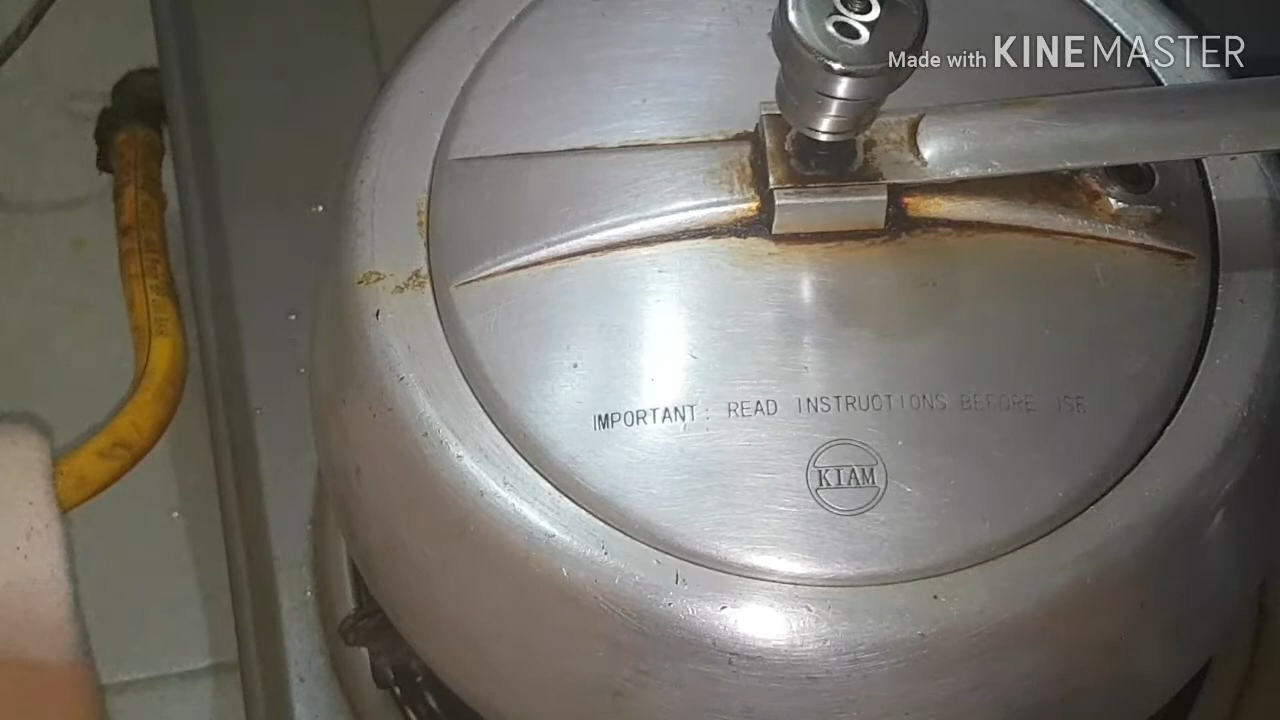 Made with KINEMASTER
IMPORTANT: READ INSTRUCTIONS BEFORE USE
KIAM